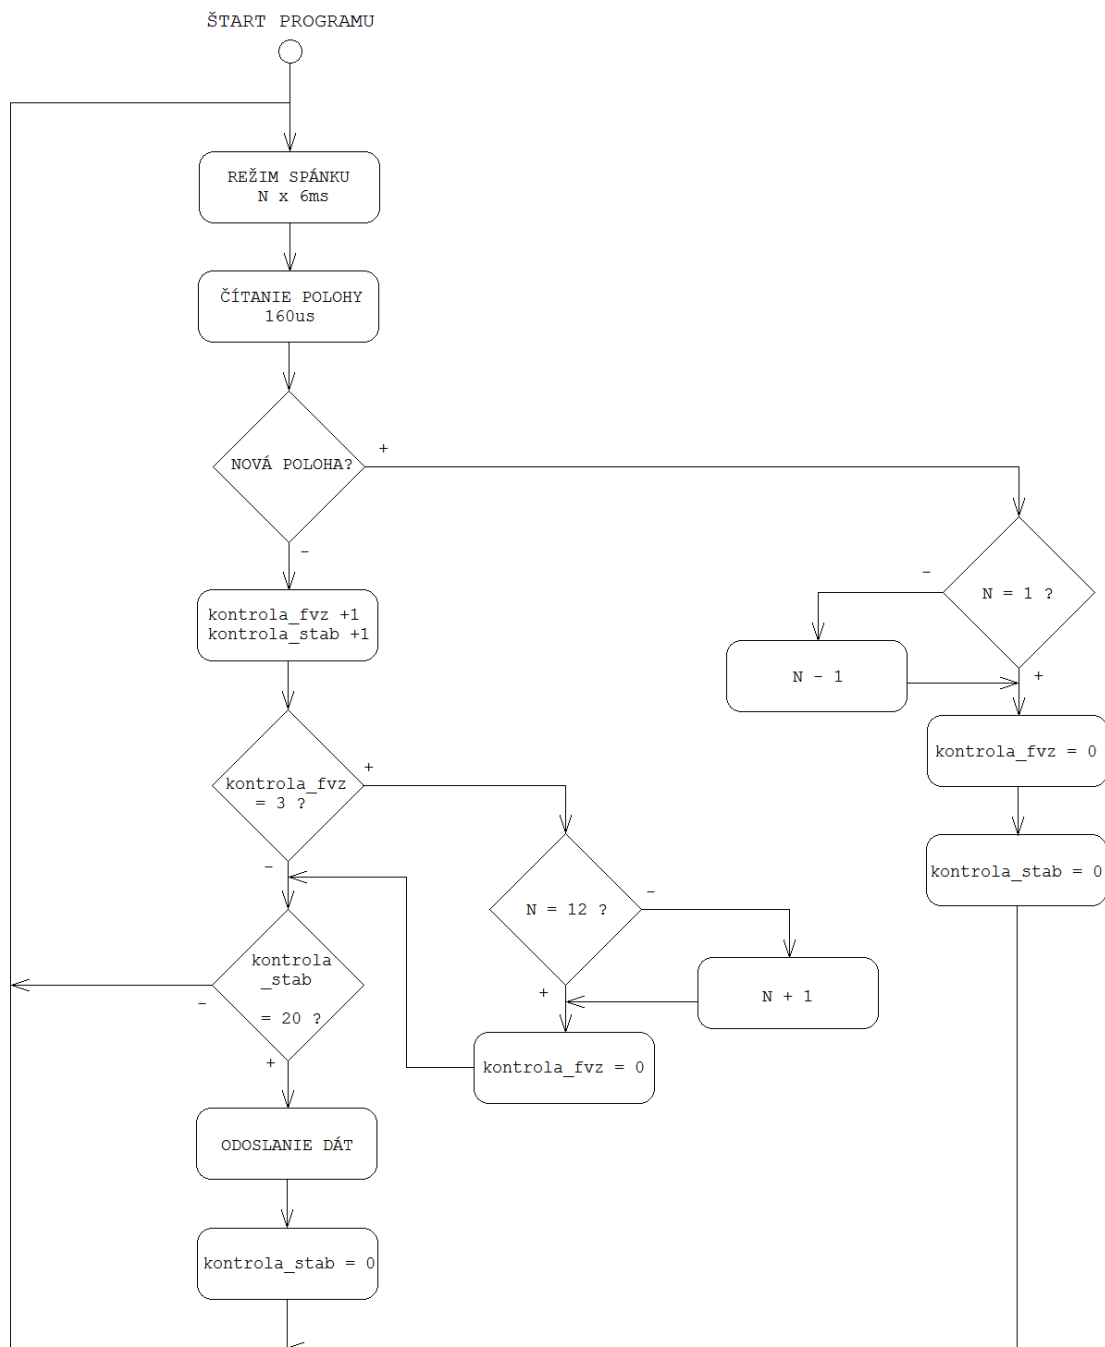 ŠTART PROGRAMU
REŽIM SPÁNKU
N x 6ms
ČÍTANIE POLOHY
160us
NOVÁ POLOHA?
+
-
kontrola_fvz +1
kontrola_stab +1
N = 1 ?
-
+
N - 1
kontrola_fvz = 0
kontrola_stab = 0
kontrola_fvz
= 3 ?
+
-
N = 12 ?
-
+
N + 1
kontrola_fvz = 0
kontrola
_stab
= 20 ?
-
+
ODOSLANIE DÁT
kontrola_stab = 0